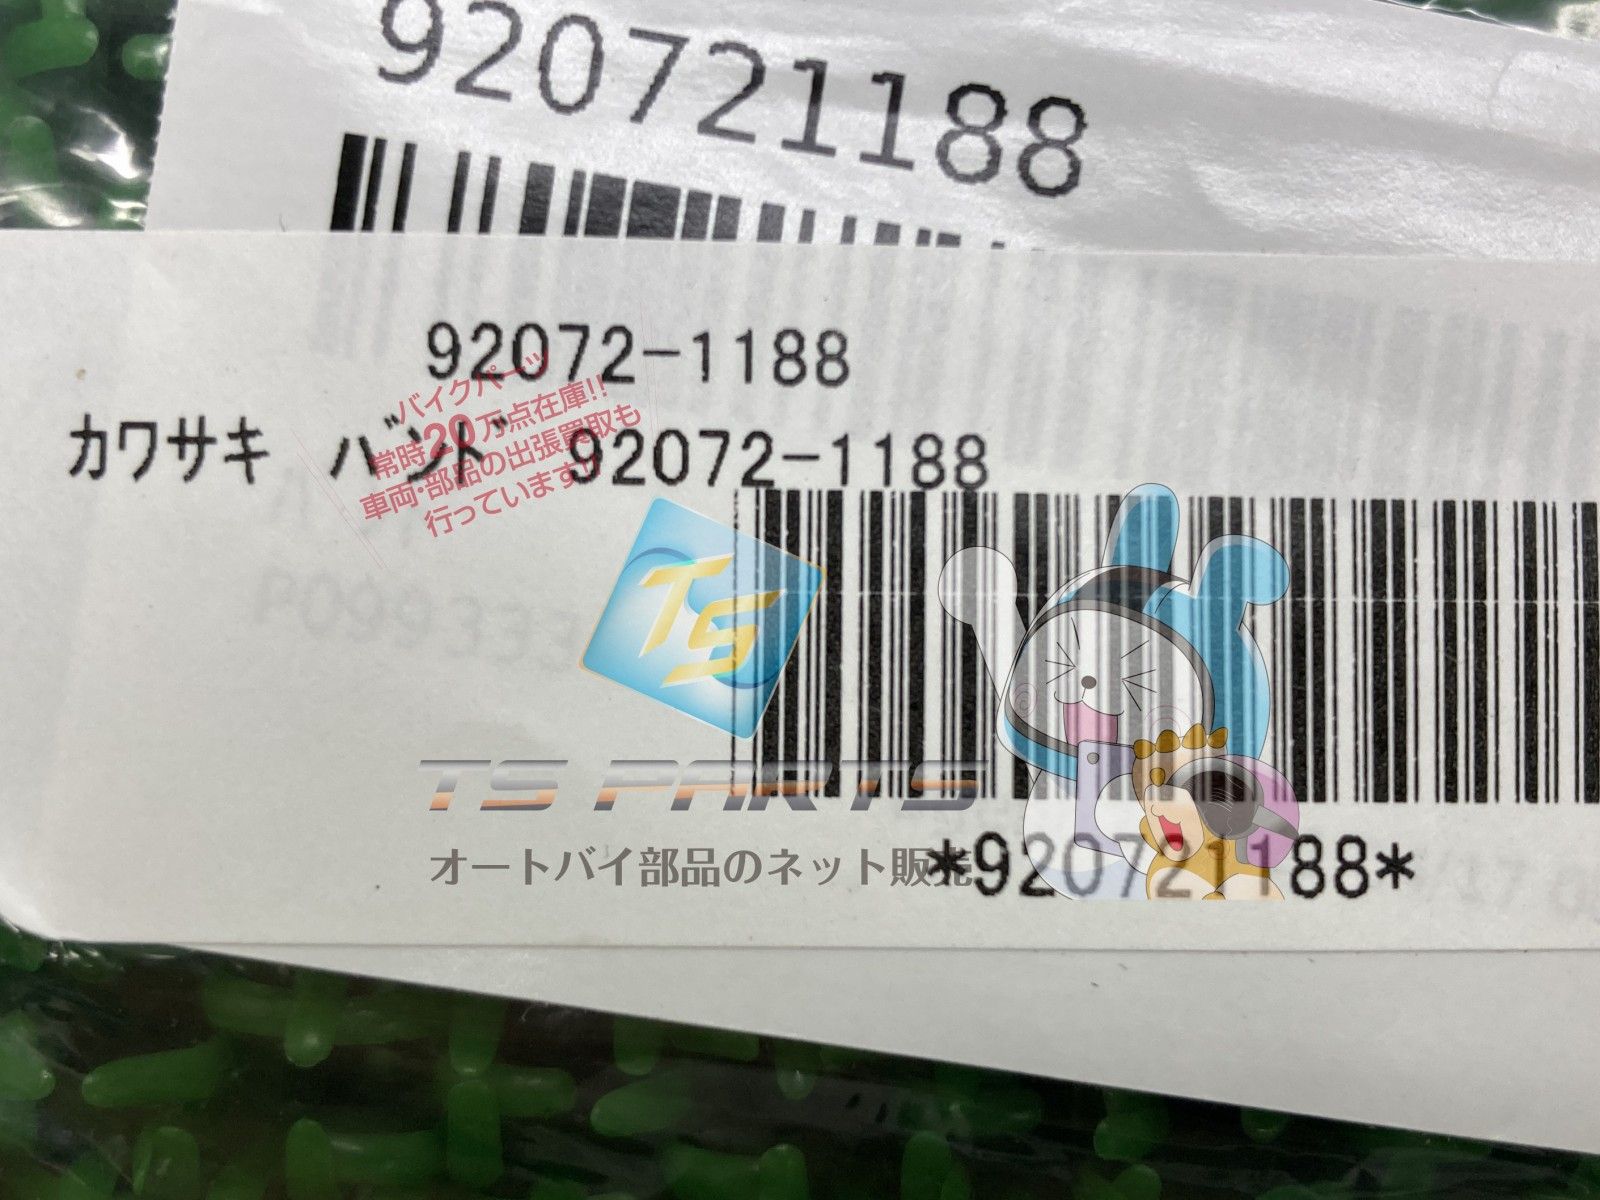 920721188
92072-1188
カワサキ バンド 92072-1188
バイクパーツ
常時20万点在庫!!
車両・部品の出張買取も
行っています!!
TS
TS PARTS
オートバイ部品のネット販売
*920721188*